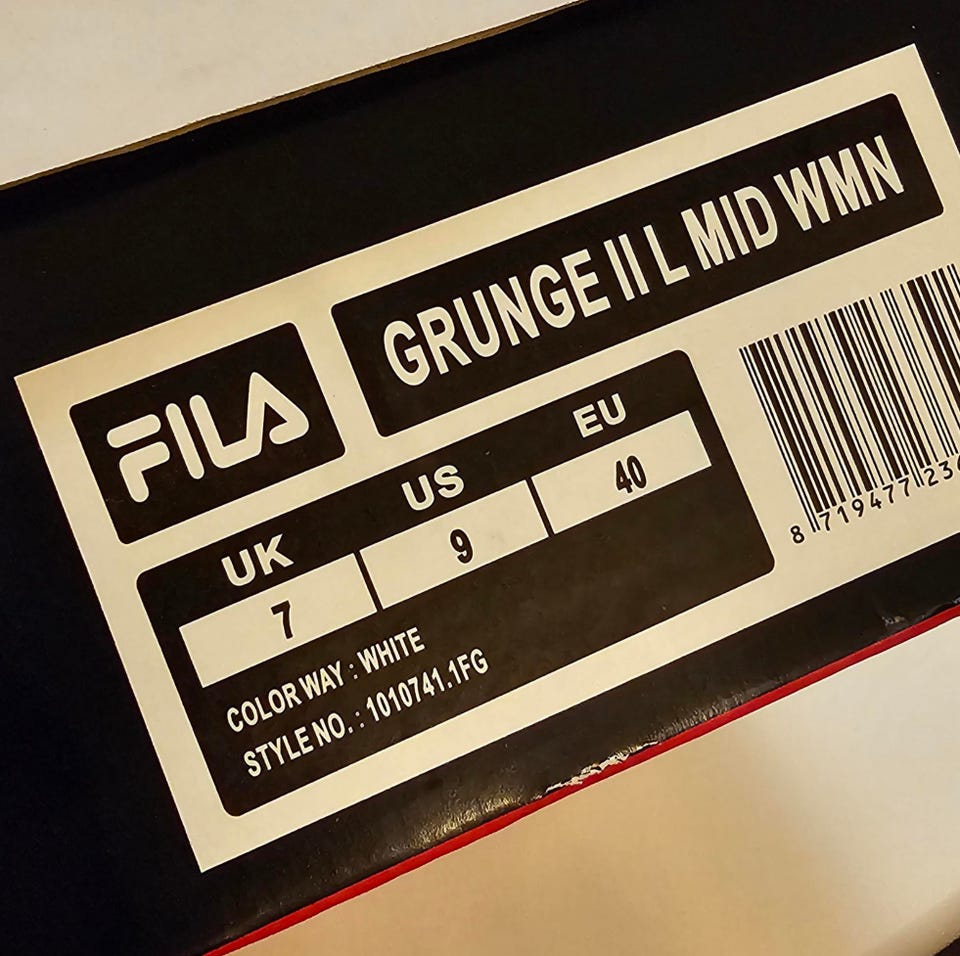 FILA
GRUNGE II L MID WMN
UK US EU
7 9 40
COLOR WAY : WHITE
STYLE NO. : 1010741.1FG
8 719477 23